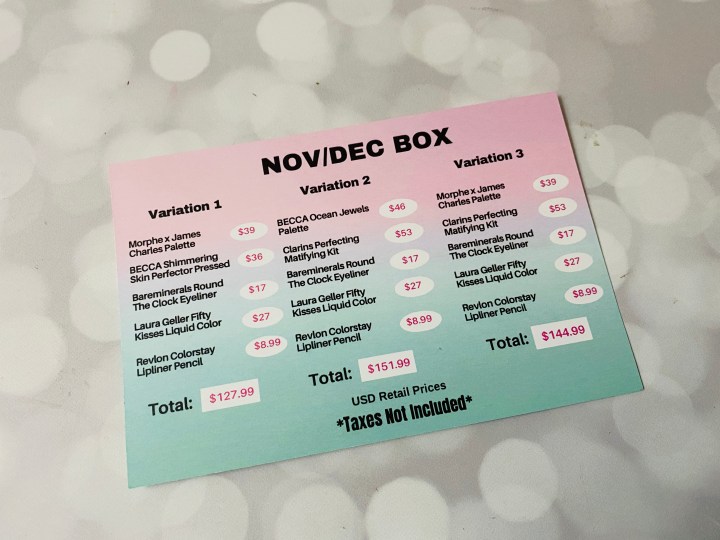 NOV/DEC BOX
Variation 1
Morphe x James
Charles Palette
$39
BECCA Shimmering
Skin Perfector Pressed
$36
Bareminerals Round
The Clock Eyeliner
$17
Laura Geller Fifty
Kisses Liquid Color
$27
Revlon Colorstay
Lipliner Pencil
$8.99
Total: $127.99
Variation 2
BECCA Ocean Jewels
Palette
$46
Clarins Perfecting
Matifying Kit
$53
Bareminerals Round
The Clock Eyeliner
$17
Laura Geller Fifty
Kisses Liquid Color
$27
Revlon Colorstay
Lipliner Pencil
$8.99
Total: $151.99
Variation 3
Morphe x James
Charles Palette
$39
Clarins Perfecting
Matifying Kit
$53
Bareminerals Round
The Clock Eyeliner
$17
Laura Geller Fifty
Kisses Liquid Color
$27
Revlon Colorstay
Lipliner Pencil
$8.99
Total: $144.99
USD Retail Prices
*Taxes Not Included*